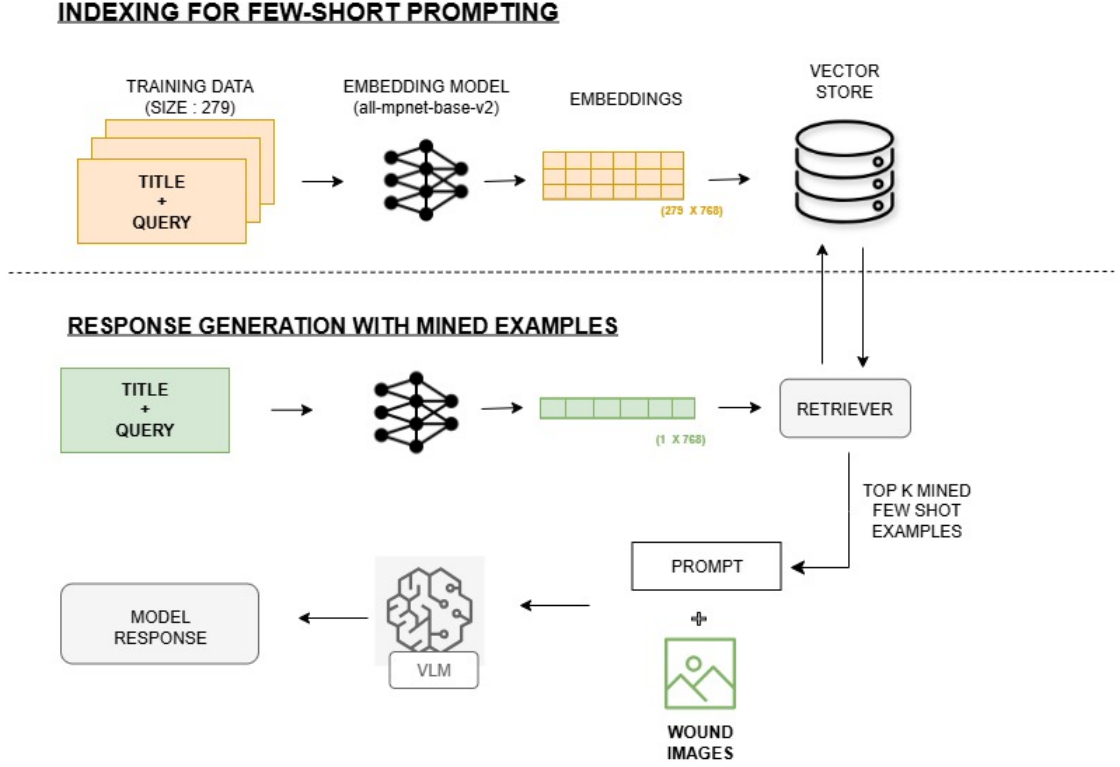 INDEXING FOR FEW-SHORT PROMPTING
TRAINING DATA
(SIZE : 279)
EMBEDDING MODEL
(all-mpnet-base-v2)
EMBEDDINGS
VECTOR
STORE
TITLE
+
QUERY
(279 X 768)
RESPONSE GENERATION WITH MINED EXAMPLES
TITLE
+
QUERY
(1 X 768)
RETRIEVER
TOP K MINED
FEW SHOT
EXAMPLES
PROMPT
+
WOUND
IMAGES
VLM
MODEL
RESPONSE